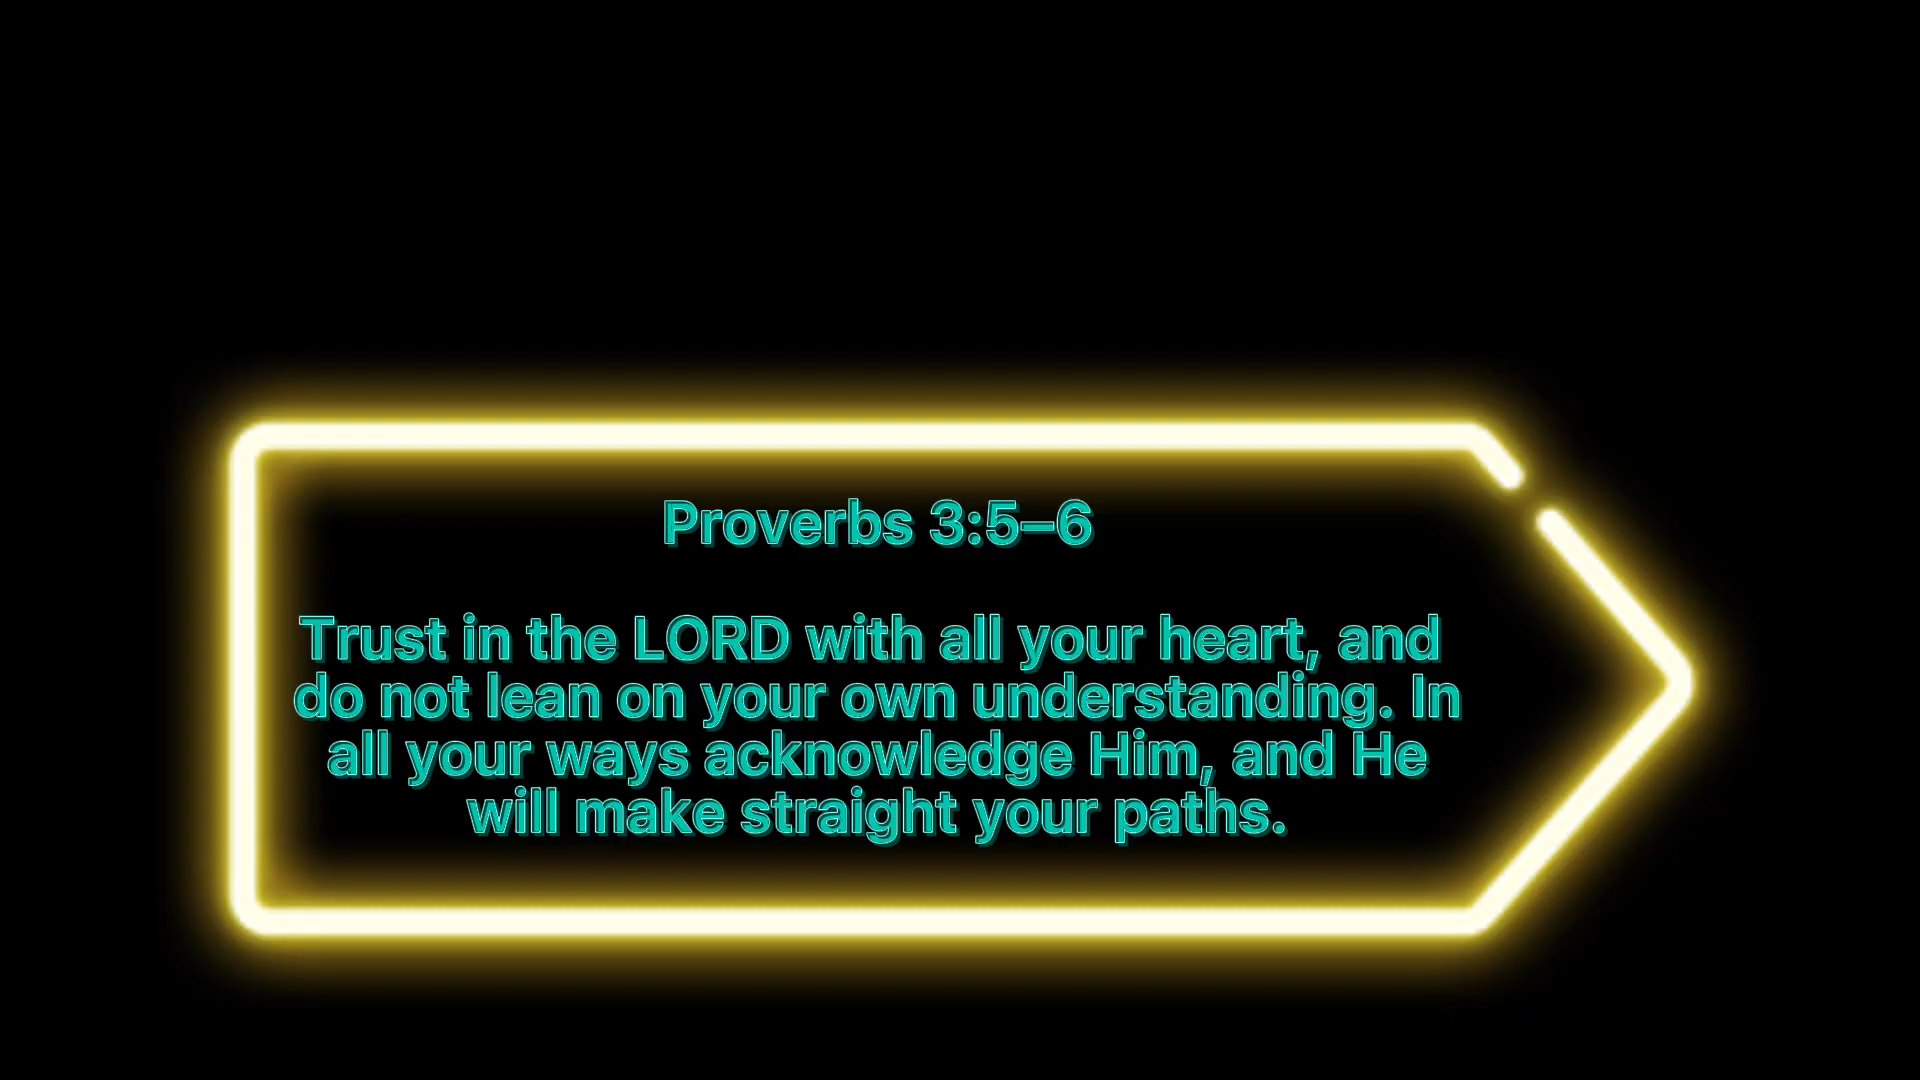 Proverbs 3:5–6
Trust in the LORD with all your heart, and
do not lean on your own understanding. In
all your ways acknowledge Him, and He
will make straight your paths.